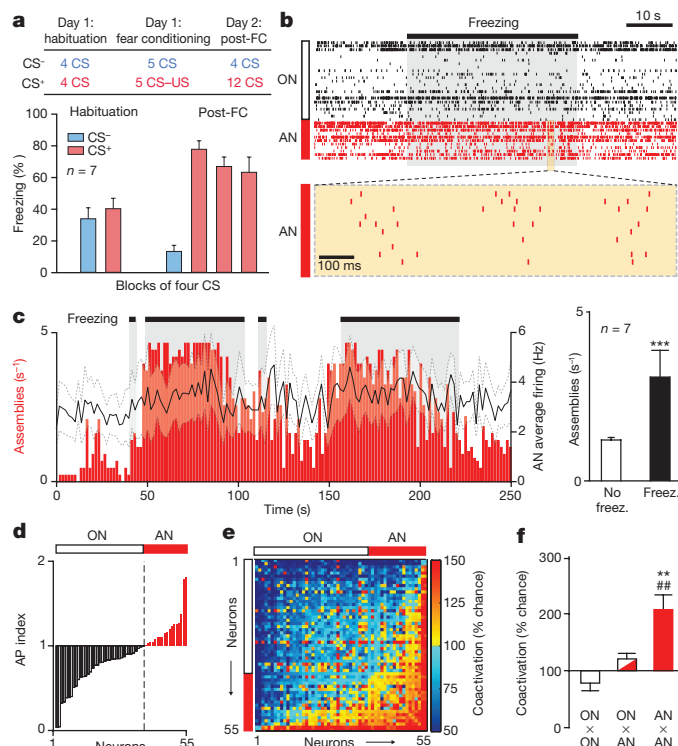 a
Day 1: Day 1: Day 2:
habituation fear conditioning post-FC
CS⁻ 4 CS 5 CS 4 CS
CS⁺ 4 CS 5 CS–US 12 CS
100
80
60
40
20
0
Freezing (%)
Habituation Post-FC
CS⁻
CS⁺
n = 7
Blocks of four CS
b
Freezing
10 s
ON
AN
AN
100 ms
c
Freezing
5
0
Assemblies (s⁻¹)
6
4
2
0
AN average firing (Hz)
0 50 100 150 200 250
Time (s)
5
0
Assemblies (s⁻¹)
n = 7
***
No freez.
Freez.
d
ON AN
2
1
0
AP index
1 55
Neurons
e
ON AN
1
Neurons
55
1 Neurons 55
150
125
100
75
50
Coactivation (% change)
f
300
200
100
0
Coactivation (% change)
**
##
ON ON AN
× × ×
ON AN AN